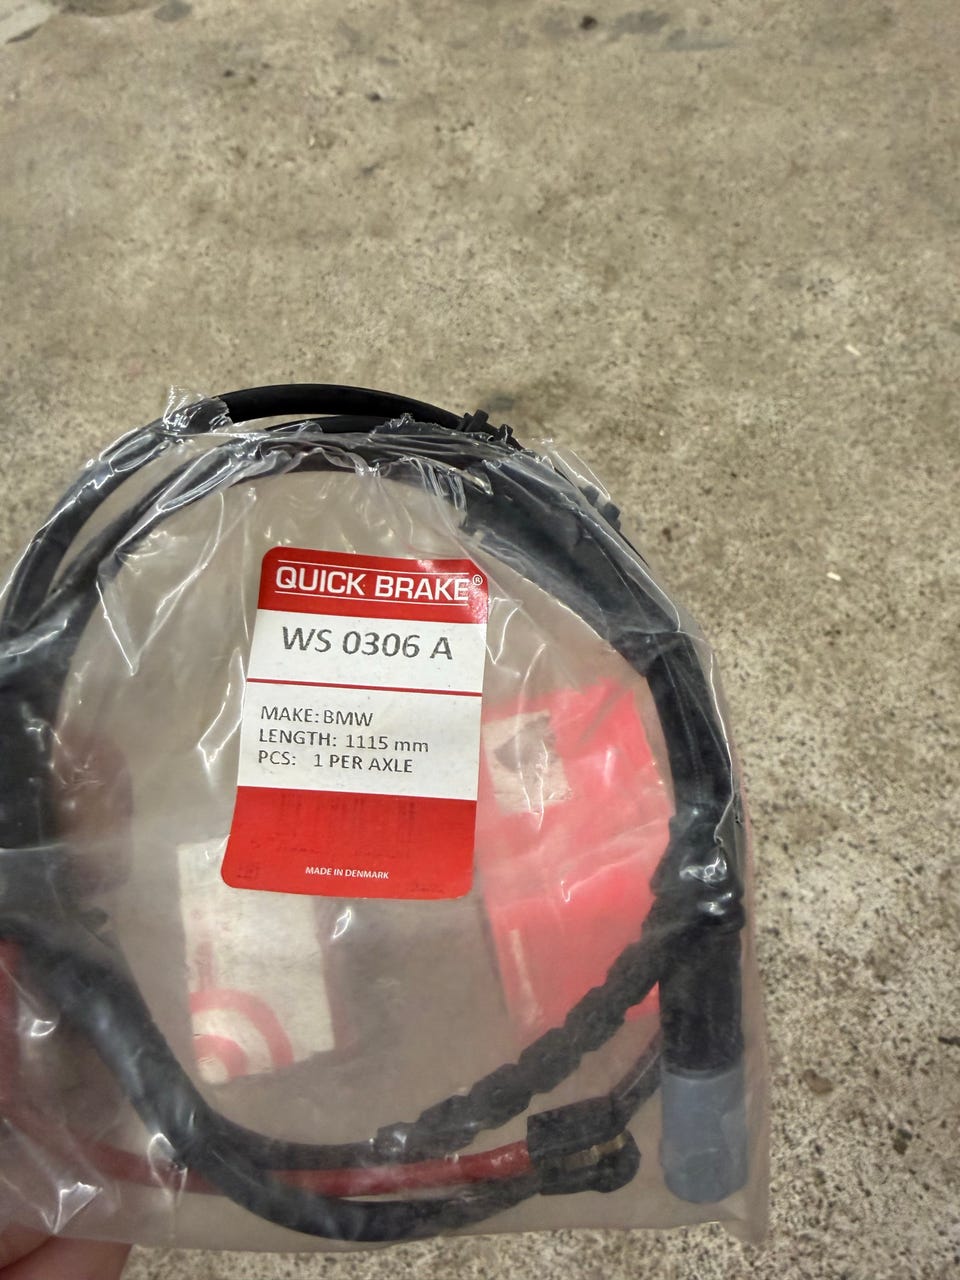 QUICK BRAKE®
WS 0306 A
MAKE: BMW
LENGTH: 1115 mm
PCS: 1 PER AXLE
MADE IN DENMARK